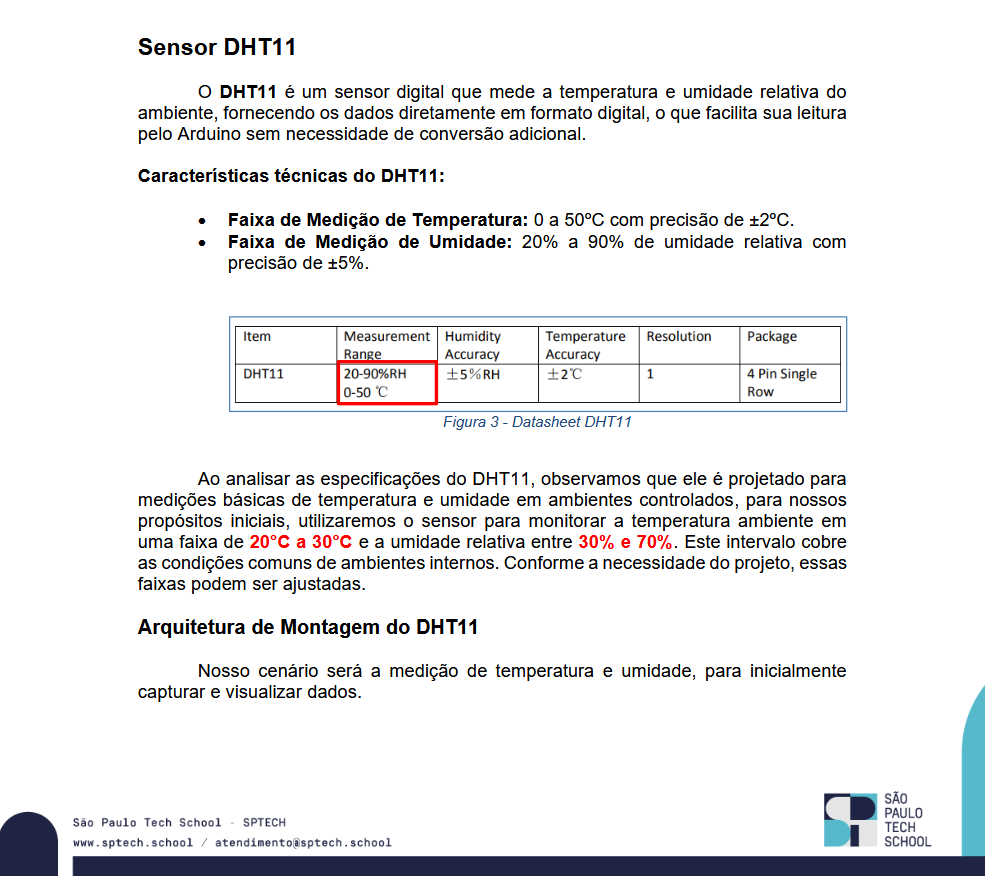 Sensor DHT11
O DHT11 é um sensor digital que mede a temperatura e umidade relativa do
ambiente, fornecendo os dados diretamente em formato digital, o que facilita sua leitura
pelo Arduino sem necessidade de conversão adicional.
Características técnicas do DHT11:
• Faixa de Medição de Temperatura: 0 a 50ºC com precisão de ±2ºC.
• Faixa de Medição de Umidade: 20% a 90% de umidade relativa com
precisão de ±5%.
Item Measurement Range Humidity Accuracy Temperature Accuracy Resolution Package
DHT11 20-90%RH 0-50 ℃ ±5%RH ±2℃ 1 4 Pin Single Row
Figura 3 - Datasheet DHT11
Ao analisar as especificações do DHT11, observamos que ele é projetado para
medições básicas de temperatura e umidade em ambientes controlados, para nossos
propósitos iniciais, utilizaremos o sensor para monitorar a temperatura ambiente em
uma faixa de 20°C a 30°C e a umidade relativa entre 30% e 70%. Este intervalo cobre
as condições comuns de ambientes internos. Conforme a necessidade do projeto, essas
faixas podem ser ajustadas.
Arquitetura de Montagem do DHT11
Nosso cenário será a medição de temperatura e umidade, para inicialmente
capturar e visualizar dados.
São Paulo Tech School - SPTECH
www.sptech.school / atendimento@sptech.school
SP
SÃO
PAULO
TECH
SCHOOL